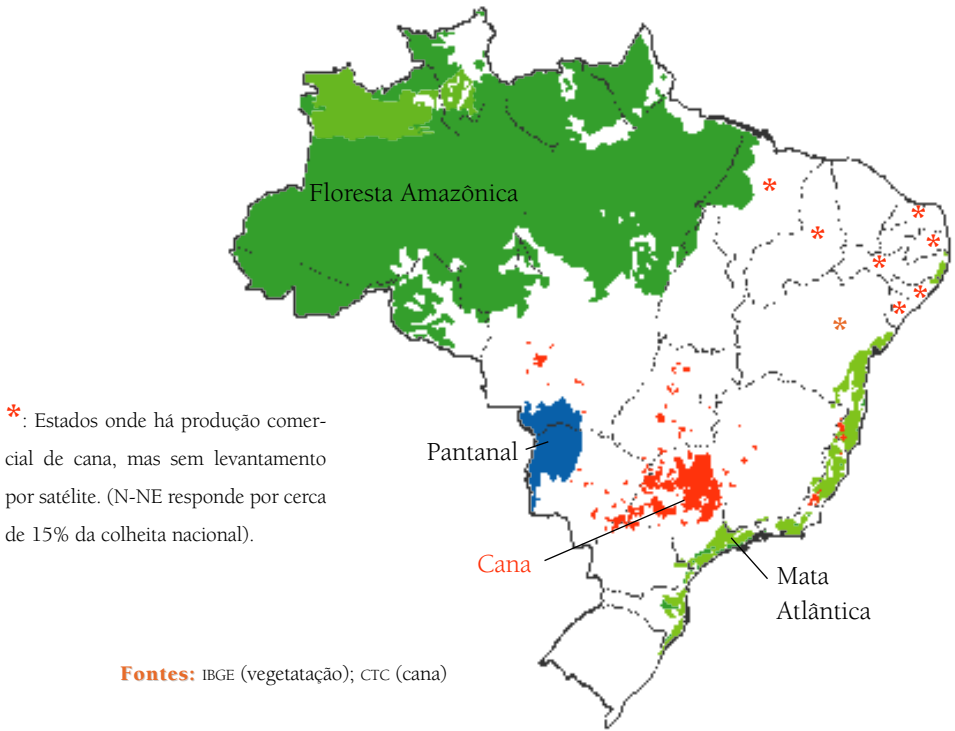 Floresta Amazônica
*: Estados onde há produção comer-
cial de cana, mas sem levantamento
por satélite. (N-NE responde por cerca
de 15% da colheita nacional).
Pantanal
Cana
Mata
Atlântica
Fontes: IBGE (vegetatação); CTC (cana)